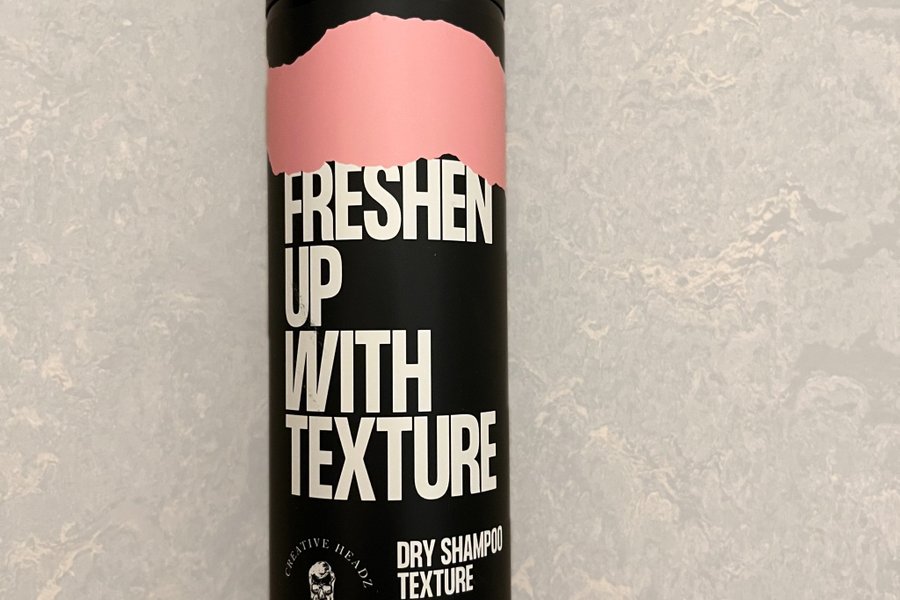 FRESHEN
UP
WITH
TEXTURE
CREATIVE HEADZ
DRY SHAMPOO
TEXTURE